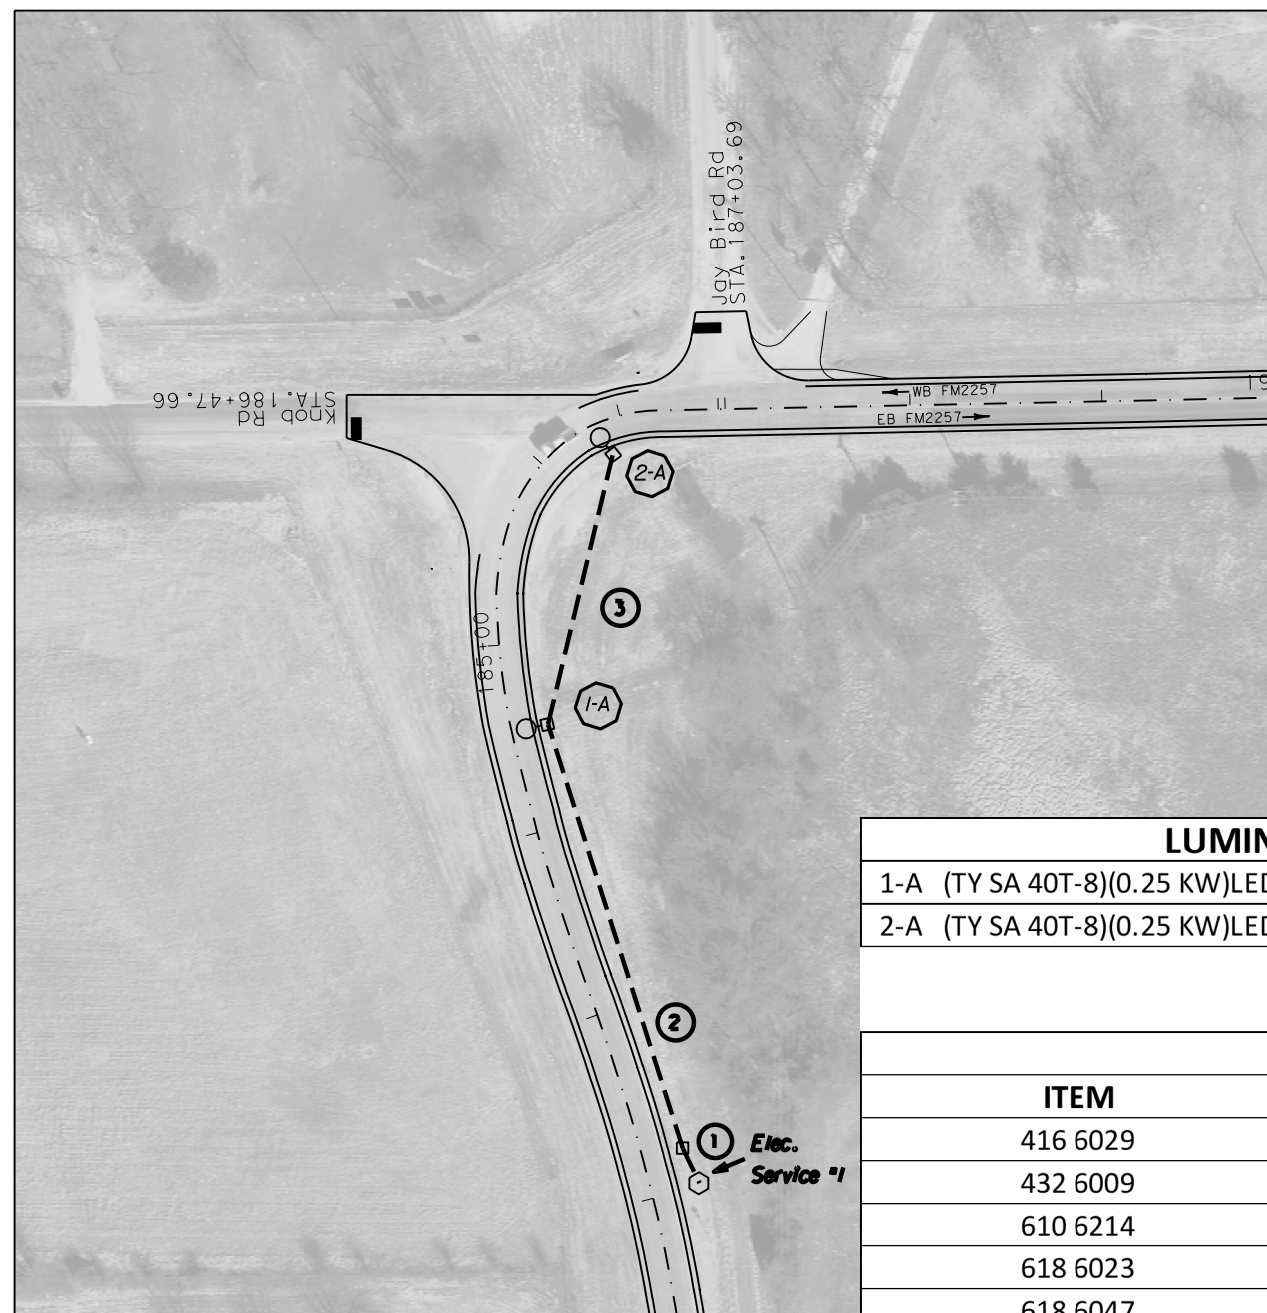 Jay Bird Rd
STA. 187+03.69
Knob Rd
STA. 186+47.66
WB FM2257
EB FM2257
2-A
3
185+00
1-A
2
1
Elec.
Service #1
LUMIN
1-A (TY SA 40T-8)(0.25 KW)LED
2-A (TY SA 40T-8)(0.25 KW)LED
ITEM
416 6029
432 6009
610 6214
618 6023
618 6047